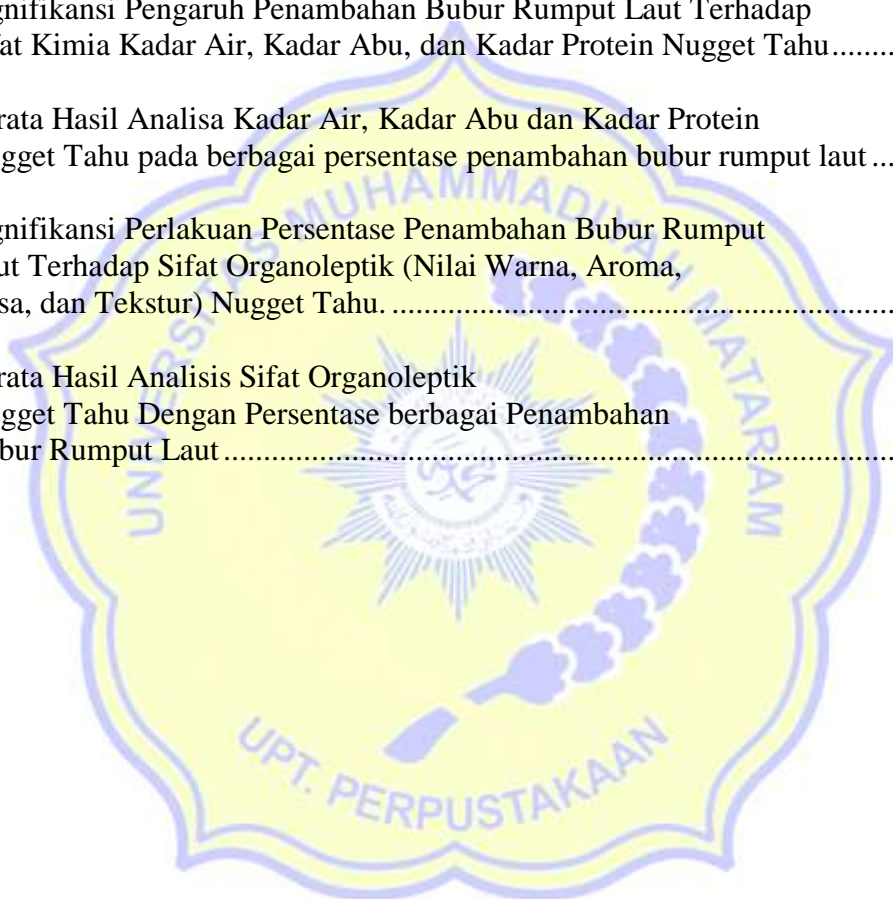 gnifikansi Pengaruh Penambahan Bubur Rumput Laut Terhadap
at Kimia Kadar Air, Kadar Abu, dan Kadar Protein Nugget Tahu........
rata Hasil Analisa Kadar Air, Kadar Abu dan Kadar Protein
gget Tahu pada berbagai persentase penambahan bubur rumput laut ...
gnifikansi Perlakuan Persentase Penambahan Bubur Rumput
ut Terhadap Sifat Organoleptik (Nilai Warna, Aroma,
sa, dan Tekstur) Nugget Tahu. ................................................................
rata Hasil Analisis Sifat Organoleptik
gget Tahu Dengan Persentase berbagai Penambahan
bur Rumput Laut .....................................................................................
UNIVERSITAS MUHAMMADIYAH MATARAM
UPT. PERPUSTAKAAN